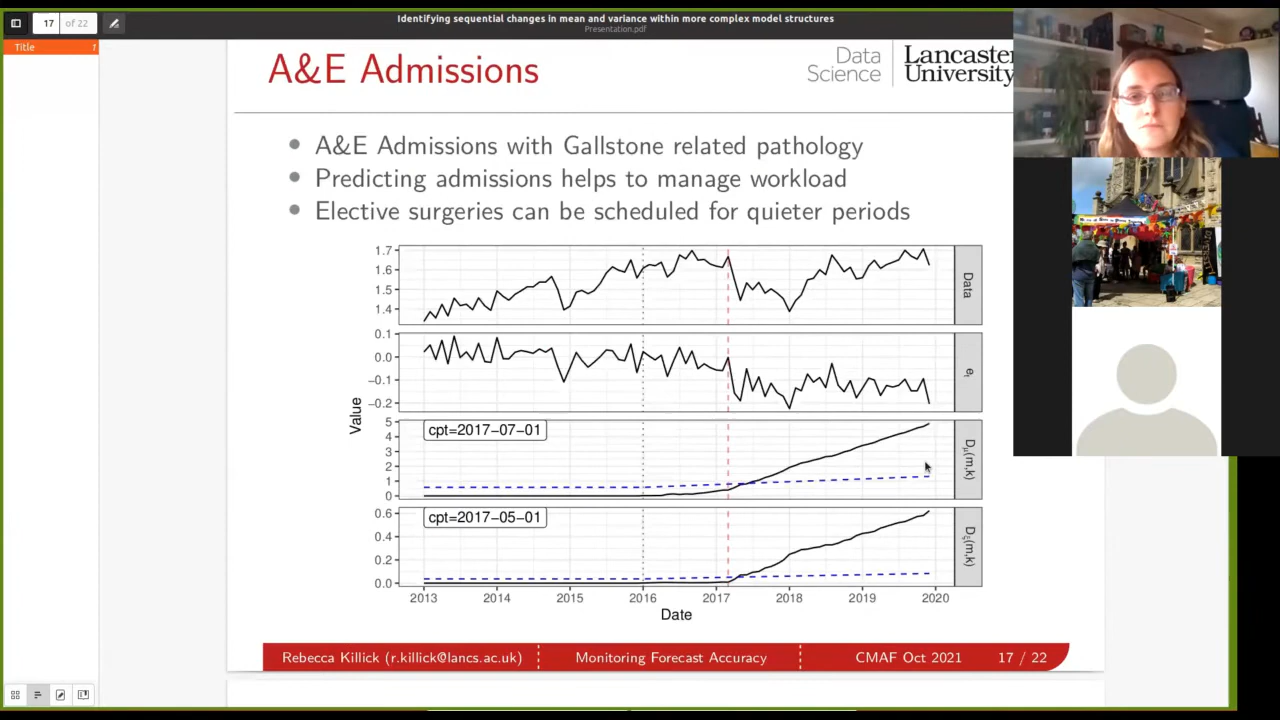 Identifying sequential changes in mean and variance within more complex model structures
Presentation.pdf
17 of 22
Title 1
A&E Admissions
Data
Science
Lancaster
University
A&E Admissions with Gallstone related pathology
Predicting admissions helps to manage workload
Elective surgeries can be scheduled for quieter periods
1.7
1.6
1.5
1.4
Data
0.1
0.0
−0.1
−0.2
eₜ
Value
cpt=2017−07−01
5
4
3
2
1
0
cpt=2017−05−01
0.6
0.4
0.2
0.0
2013 2014 2015 2016 2017 2018 2019 2020
Date
Rebecca Killick (r.killick@lancs.ac.uk) Monitoring Forecast Accuracy CMAF Oct 2021 17 / 22